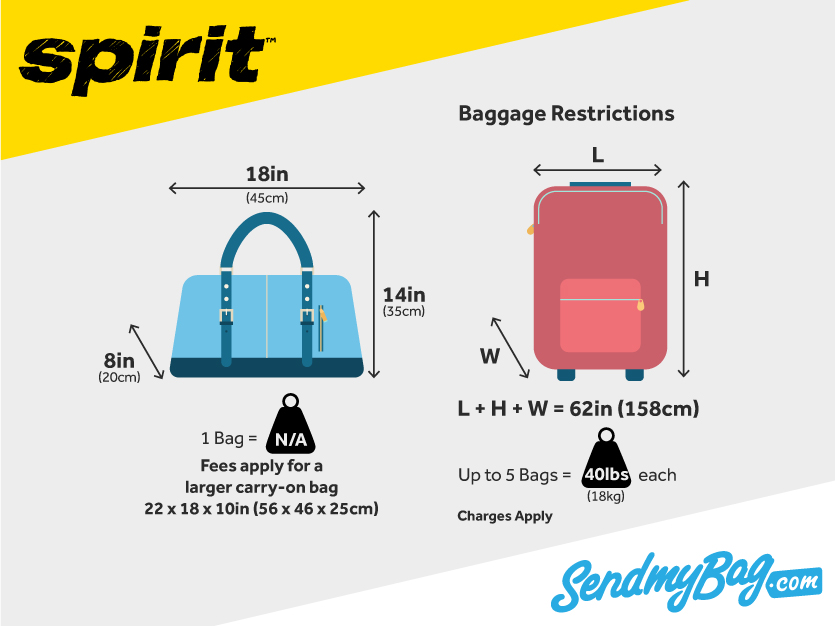 spirit™
Baggage Restrictions
18in
(45cm)
14in
(35cm)
8in
(20cm)
1 Bag = N/A
Fees apply for a
larger carry-on bag
22 x 18 x 10in (56 x 46 x 25cm)
L
H
W
L + H + W = 62in (158cm)
Up to 5 Bags = 40lbs each
(18kg)
Charges Apply
SendmyBag.com